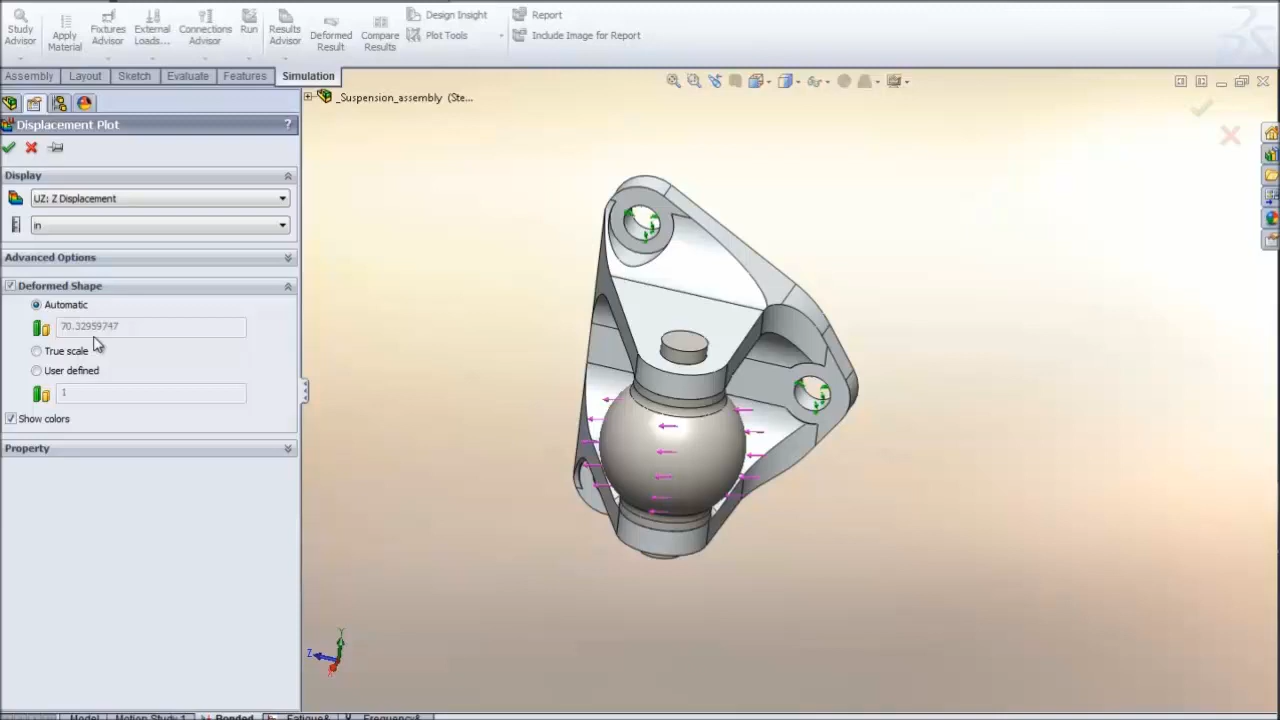 Study Advisor
Apply Material
Fixtures Advisor
External Loads...
Connections Advisor
Run
Results Advisor
Deformed Result
Compare Results
Design Insight
Plot Tools
Report
Include Image for Report
Assembly
Layout
Sketch
Evaluate
Features
Simulation
_Suspension_assembly (Ste...
Displacement Plot
?
Display
UZ: Z Displacement
in
Advanced Options
Deformed Shape
Automatic
70.32959747
True scale
User defined
1
Show colors
Property
Y
Z
X
Model
Motion Study 1
Bonded
Fatigue&
Frequency&